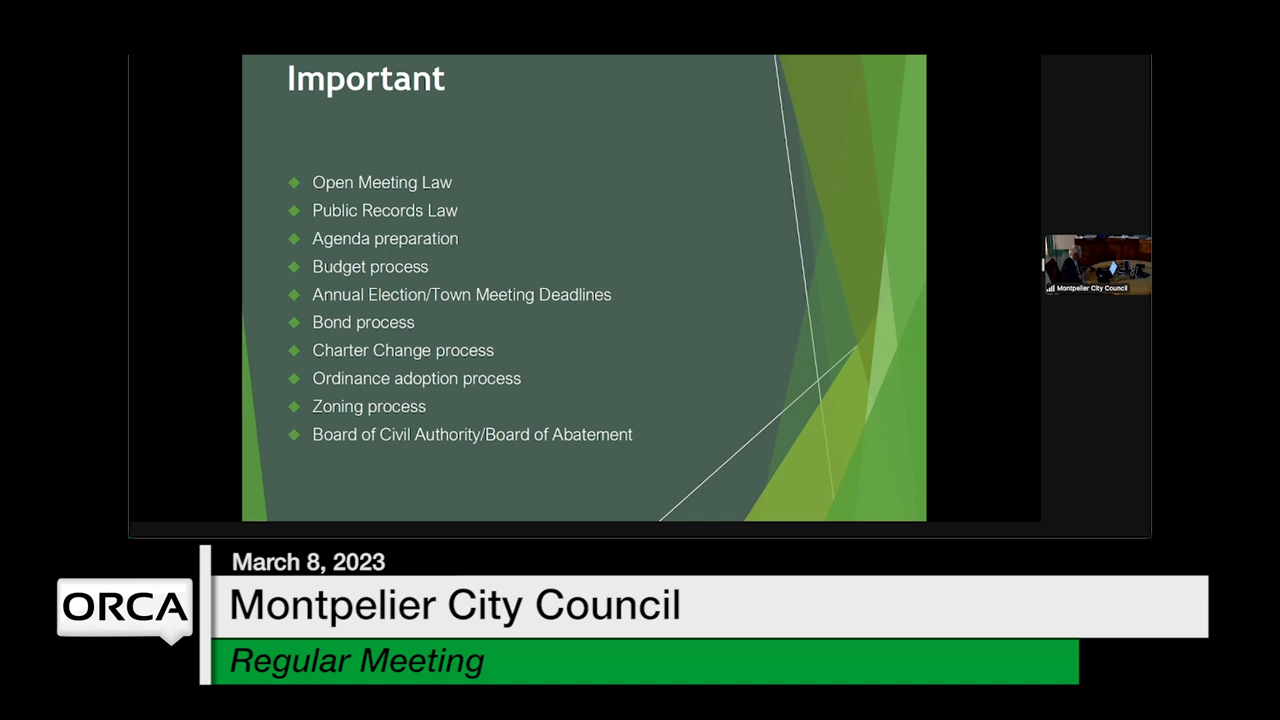 Important
Open Meeting Law
Public Records Law
Agenda preparation
Budget process
Annual Election/Town Meeting Deadlines
Bond process
Charter Change process
Ordinance adoption process
Zoning process
Board of Civil Authority/Board of Abatement
Montpelier City Council
March 8, 2023
ORCA
Montpelier City Council
Regular Meeting